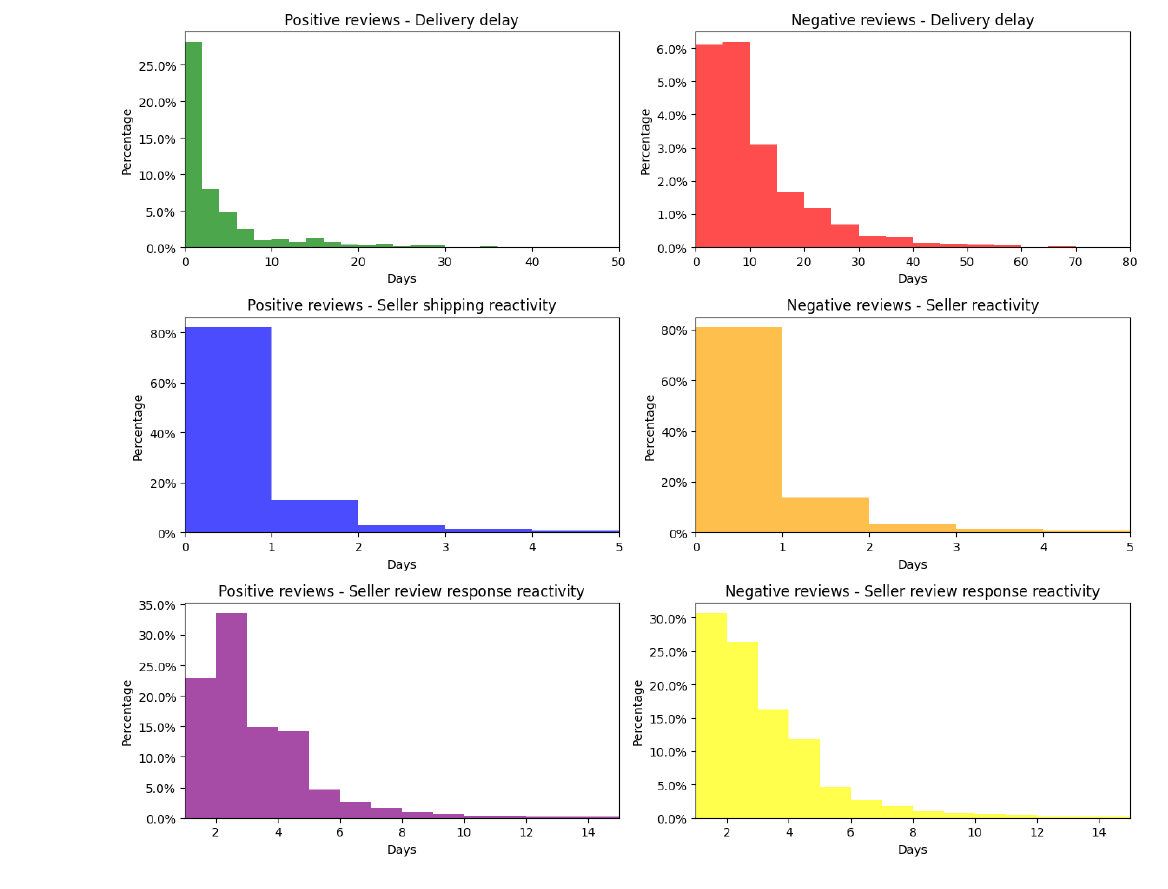 Positive reviews - Delivery delay
Percentage
25.0%
20.0%
15.0%
10.0%
5.0%
0.0%
0 10 20 30 40 50
Days
Negative reviews - Delivery delay
Percentage
6.0%
5.0%
4.0%
3.0%
2.0%
1.0%
0.0%
0 10 20 30 40 50 60 70 80
Days
Positive reviews - Seller shipping reactivity
Percentage
80%
60%
40%
20%
0%
0 1 2 3 4 5
Days
Negative reviews - Seller reactivity
Percentage
80%
60%
40%
20%
0%
0 1 2 3 4 5
Days
Positive reviews - Seller review response reactivity
Percentage
35.0%
30.0%
25.0%
20.0%
15.0%
10.0%
5.0%
0.0%
2 4 6 8 10 12 14
Days
Negative reviews - Seller review response reactivity
Percentage
30.0%
25.0%
20.0%
15.0%
10.0%
5.0%
0.0%
2 4 6 8 10 12 14
Days